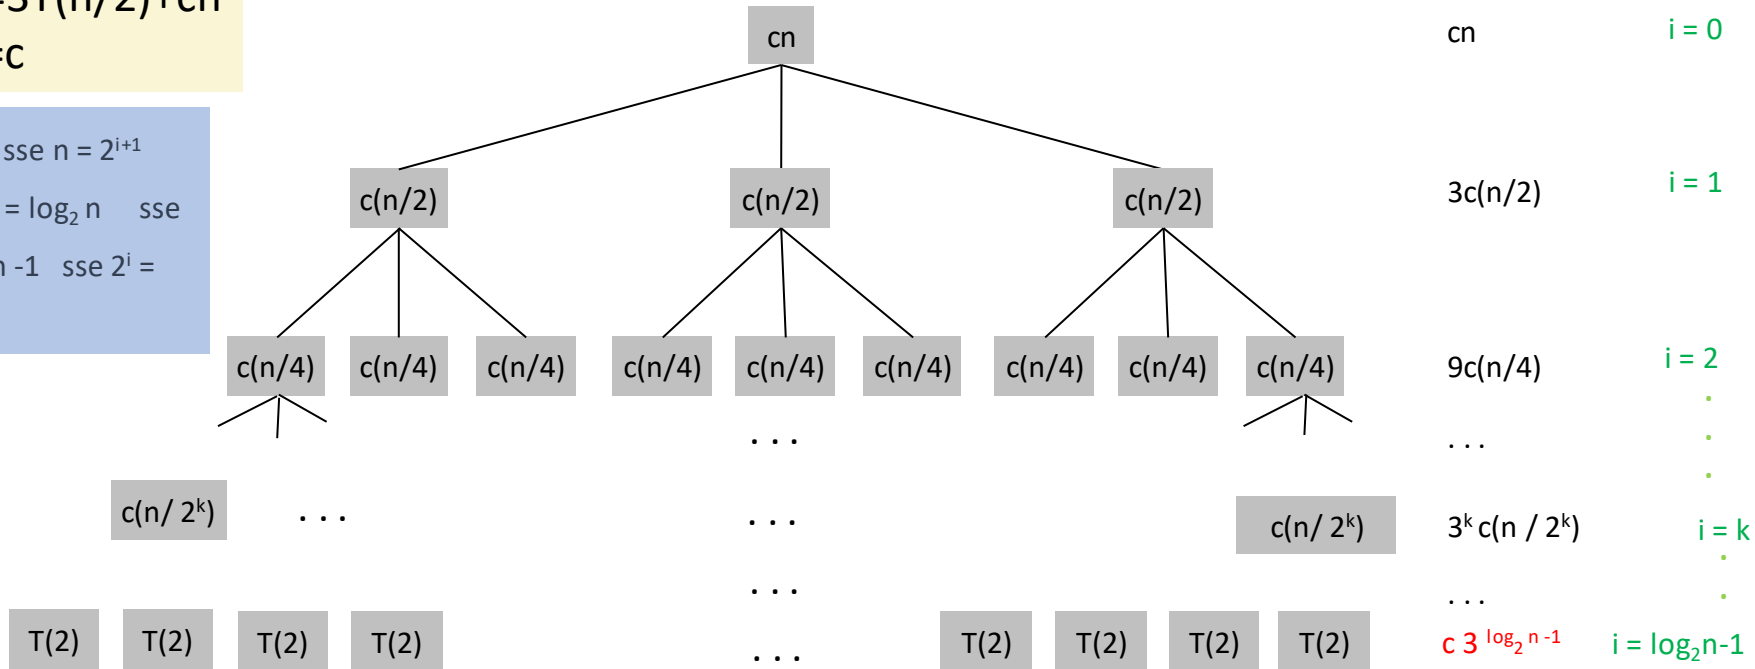 =3T(n/2)+cn
=c
sse n = 2^{i+1}
= log₂ n sse
n -1 sse 2^i =
cn
cn i = 0
c(n/2) c(n/2) c(n/2)
3c(n/2) i = 1
c(n/4) c(n/4) c(n/4) c(n/4) c(n/4) c(n/4) c(n/4) c(n/4) c(n/4)
9c(n/4) i = 2
. . . . . .
c(n/ 2^k) . . . . . . c(n/ 2^k)
3^k c(n / 2^k) i = k
. . . . . .
T(2) T(2) T(2) T(2) . . . T(2) T(2) T(2) T(2)
c 3^{log₂ n -1} i = log₂n-1